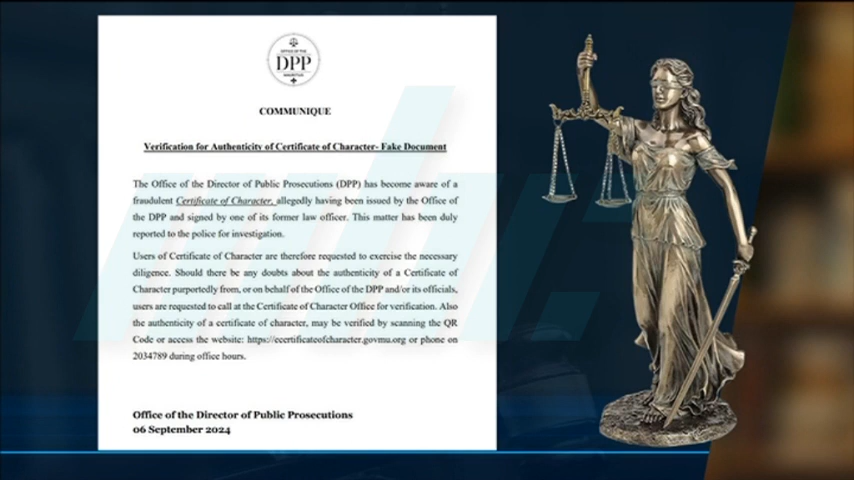 OFFICE OF THE
DPP
MAURITIUS
COMMUNIQUE
Verification for Authenticity of Certificate of Character- Fake Document
The Office of the Director of Public Prosecutions (DPP) has become aware of a
fraudulent Certificate of Character, allegedly having been issued by the Office of
the DPP and signed by one of its former law officer. This matter has been duly
reported to the police for investigation.
Users of Certificate of Character are therefore requested to exercise the necessary
diligence. Should there be any doubts about the authenticity of a Certificate of
Character purportedly from, or on behalf of the Office of the DPP and/or its officials,
users are requested to call at the Certificate of Character Office for verification. Also
the authenticity of a certificate of character, may be verified by scanning the QR
Code or access the website: https://ecertificateofcharacter.govmu.org or phone on
2034789 during office hours.
Office of the Director of Public Prosecutions
06 September 2024